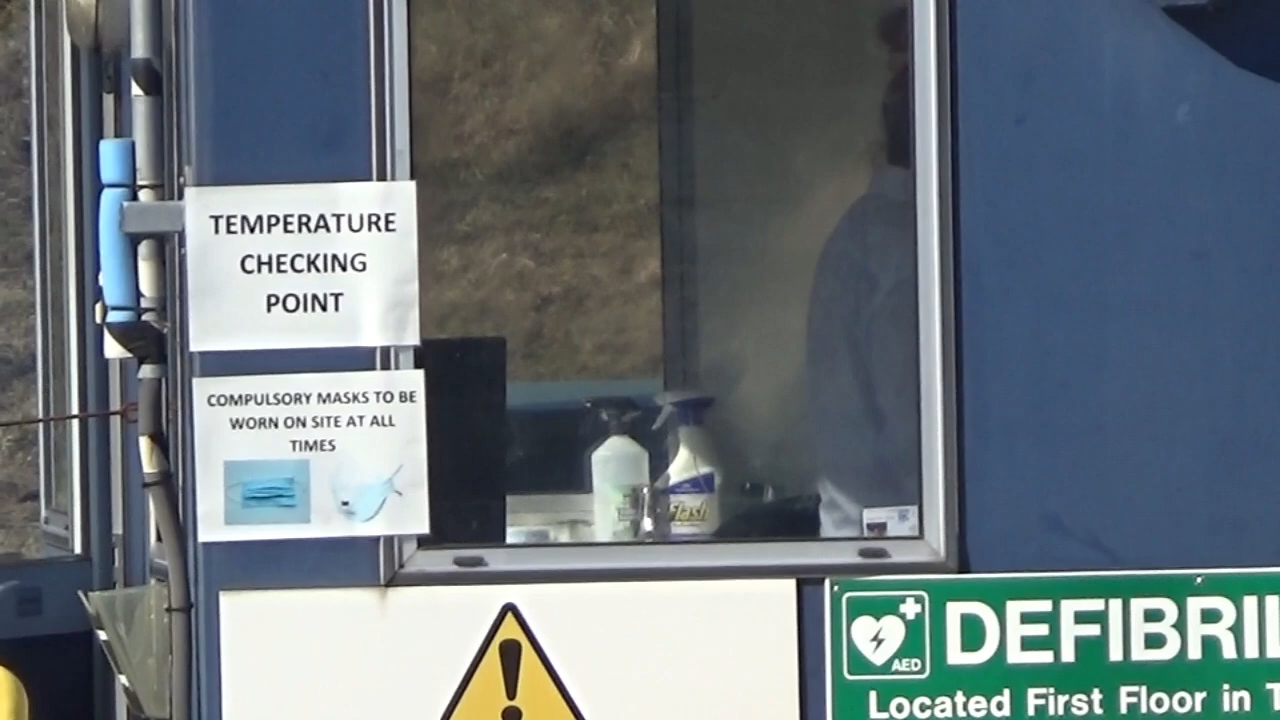 TEMPERATURE
CHECKING
POINT
COMPULSORY MASKS TO BE
WORN ON SITE AT ALL
TIMES
Flash
AED
DEFIBRIL
Located First Floor in T